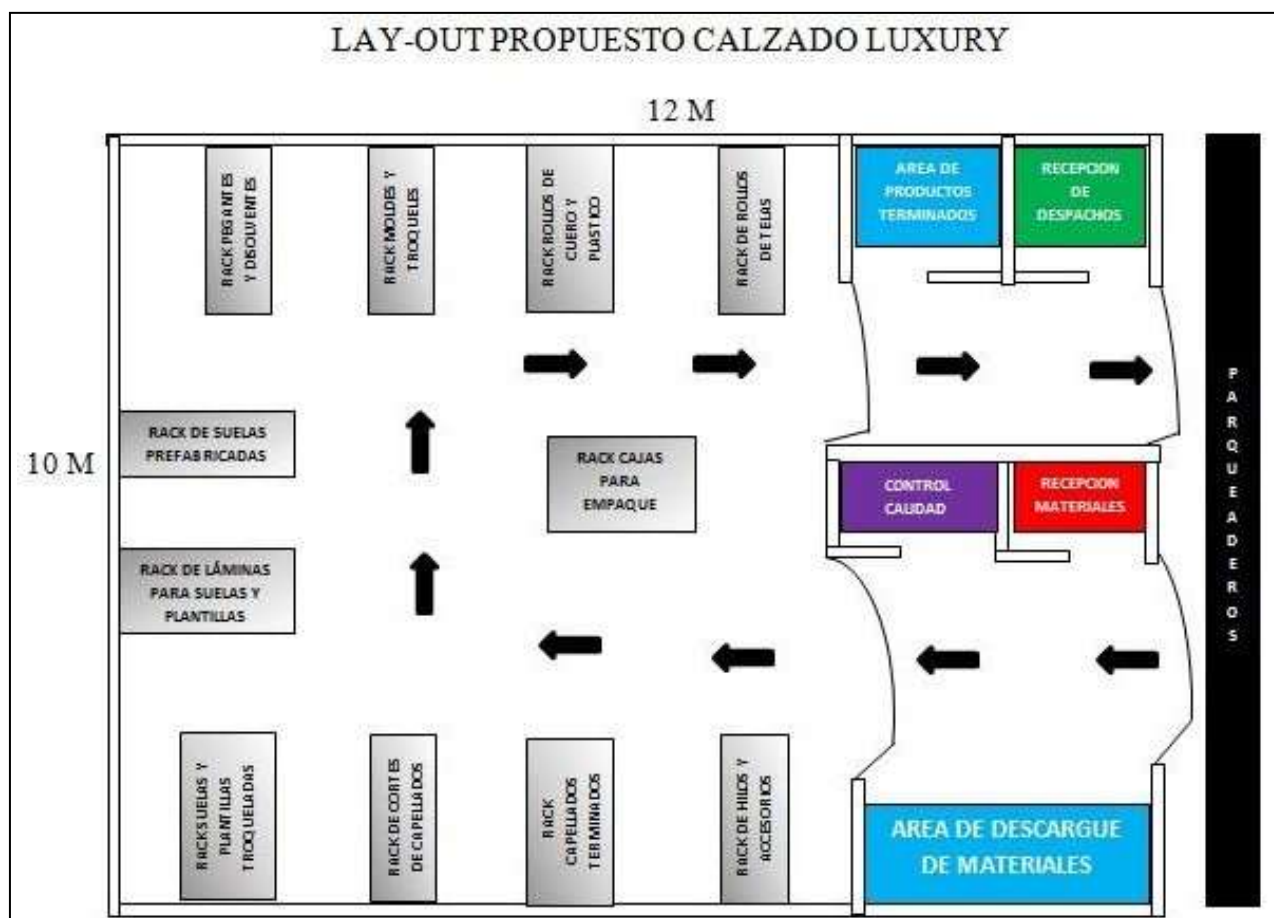 LAY-OUT PROPUESTO CALZADO LUXURY
12 M
RACK PEGANTES
Y DISOLVENTES
RACK MOLDES Y
TROQUELES
RACK ROLLOS DE
CUERO Y
PLASTICO
RACK DE ROLLOS
DE TELAS
AREA DE
PRODUCTOS
TERMINADOS
RECEPCION
DE
DESPACHOS
10 M
RACK DE SUELAS
PREFABRICADAS
RACK CAJAS
PARA
EMPAQUE
CONTROL
CALIDAD
RECEPCION
MATERIALES
PARQUEADEROS
RACK DE LÁMINAS
PARA SUELAS Y
PLANTILLAS
RACK SUELAS Y
PLANTILLAS
TROQUELADAS
RACK DE CORTES
DE CAPELLADOS
RACK
CAPELLADOS
TERMINADOS
RACK DE HILOS Y
ACCESORIOS
AREA DE DESCARGUE
DE MATERIALES